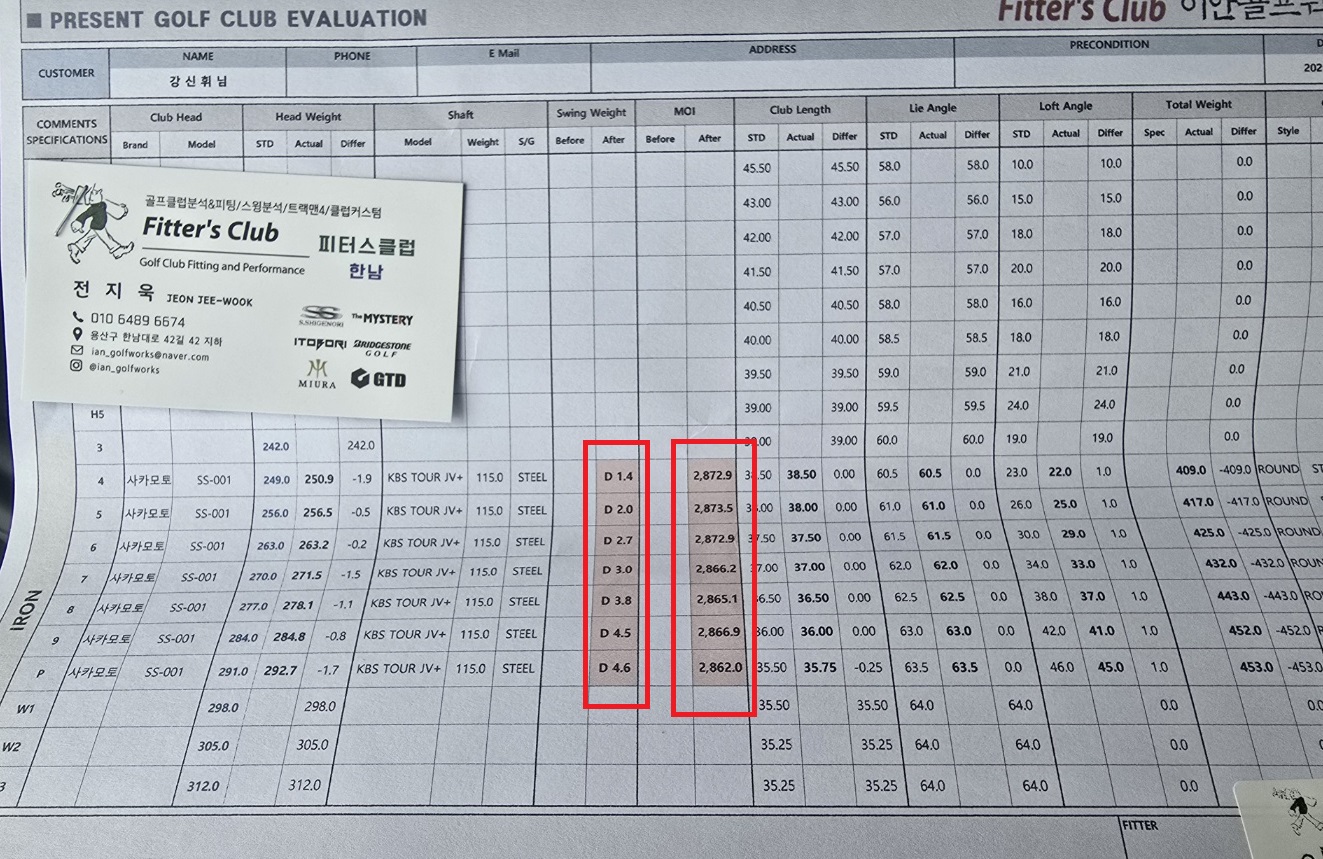 ■ PRESENT GOLF CLUB EVALUATION
Fitter's Club 이안골프
CUSTOMER NAME PHONE E Mail ADDRESS PRECONDITION
강신휘님 202
COMMENTS SPECIFICATIONS Club Head Head Weight Shaft Swing Weight MOI Club Length Lie Angle Loft Angle Total Weight
Brand Model STD Actual Differ Model Weight S/G Before After Before After STD Actual Differ STD Actual Differ STD Actual Differ Spec Actual Differ Style
45.50 45.50 58.0 58.0 10.0 10.0 0.0
43.00 43.00 56.0 56.0 15.0 15.0 0.0
42.00 42.00 57.0 57.0 18.0 18.0 0.0
41.50 41.50 57.0 57.0 20.0 20.0 0.0
40.50 40.50 58.0 58.0 16.0 16.0 0.0
40.00 40.00 58.5 58.5 18.0 18.0 0.0
39.50 39.50 59.0 59.0 21.0 21.0 0.0
H5 39.00 39.00 59.5 59.5 24.0 24.0 0.0
골프클럽분석&피팅/스윙분석/트랙맨4/클럽커스텀
Fitter's Club 피터스클럽
Golf Club Fitting and Performance 한남
전 지 욱 JEON JEE-WOOK
010 6489 6674
용산구 한남대로 42길 42 지하
ian_golfworks@naver.com
@ian_golfworks
S.SHIGENORI The MYSTERY
ITOBORI BRIDGESTONE GOLF
MIURA GTD
IRON
3 242.0 242.0 39.00 39.00 60.0 60.0 19.0 19.0 0.0
4 사카모토 SS-001 249.0 250.9 -1.9 KBS TOUR JV+ 115.0 STEEL D 1.4 2,872.9 38.50 38.50 0.00 60.5 60.5 0.0 23.0 22.0 1.0 409.0 -409.0 ROUND ST
5 사카모토 SS-001 256.0 256.5 -0.5 KBS TOUR JV+ 115.0 STEEL D 2.0 2,873.5 38.00 38.00 0.00 61.0 61.0 0.0 26.0 25.0 1.0 417.0 -417.0 ROUND
6 사카모토 SS-001 263.0 263.2 -0.2 KBS TOUR JV+ 115.0 STEEL D 2.7 2,872.9 37.50 37.50 0.00 61.5 61.5 0.0 30.0 29.0 1.0 425.0 -425.0 ROUND
7 사카모토 SS-001 270.0 271.5 -1.5 KBS TOUR JV+ 115.0 STEEL D 3.0 2,866.2 37.00 37.00 0.00 62.0 62.0 0.0 34.0 33.0 1.0 432.0 -432.0 ROUN
8 사카모토 SS-001 277.0 278.1 -1.1 KBS TOUR JV+ 115.0 STEEL D 3.8 2,865.1 36.50 36.50 0.00 62.5 62.5 0.0 38.0 37.0 1.0 443.0 -443.0 RO
9 사카모토 SS-001 284.0 284.8 -0.8 KBS TOUR JV+ 115.0 STEEL D 4.5 2,866.9 36.00 36.00 0.00 63.0 63.0 0.0 42.0 41.0 1.0 452.0 -452.0
P 사카모토 SS-001 291.0 292.7 -1.7 KBS TOUR JV+ 115.0 STEEL D 4.6 2,862.0 35.50 35.75 -0.25 63.5 63.5 0.0 46.0 45.0 1.0 453.0 -453.0
W1 298.0 298.0 35.50 35.50 64.0 64.0 0.0 0.0
W2 305.0 305.0 35.25 35.25 64.0 64.0 0.0
3 312.0 312.0 35.25 35.25 64.0 64.0 0.0
FITTER